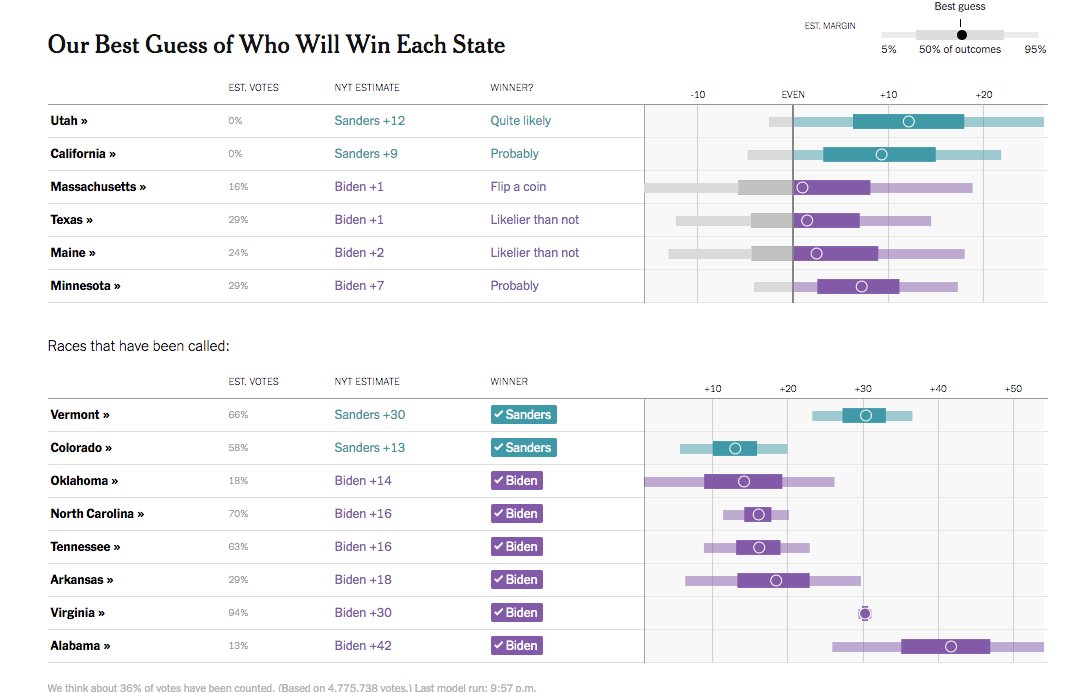 Best guess
EST. MARGIN
5% 50% of outcomes 95%
Our Best Guess of Who Will Win Each State
EST. VOTES NYT ESTIMATE WINNER? -10 EVEN +10 +20
Utah » 0% Sanders +12 Quite likely
California » 0% Sanders +9 Probably
Massachusetts » 16% Biden +1 Flip a coin
Texas » 29% Biden +1 Likelier than not
Maine » 24% Biden +2 Likelier than not
Minnesota » 29% Biden +7 Probably
Races that have been called:
EST. VOTES NYT ESTIMATE WINNER +10 +20 +30 +40 +50
Vermont » 66% Sanders +30 ✓ Sanders
Colorado » 58% Sanders +13 ✓ Sanders
Oklahoma » 18% Biden +14 ✓ Biden
North Carolina » 70% Biden +16 ✓ Biden
Tennessee » 63% Biden +16 ✓ Biden
Arkansas » 29% Biden +18 ✓ Biden
Virginia » 94% Biden +30 ✓ Biden
Alabama » 13% Biden +42 ✓ Biden
We think about 36% of votes have been counted. (Based on 4,775,738 votes.) Last model run: 9:57 p.m.